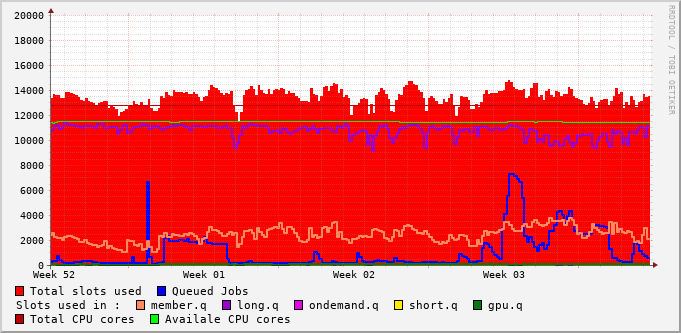 20000
18000
16000
14000
12000
10000
8000
6000
4000
2000
0
Week 52 Week 01 Week 02 Week 03
RRDTOOL / TOBI OETIKER
Total slots used Queued Jobs
Slots used in : member.q long.q ondemand.q short.q gpu.q
Total CPU cores Availale CPU cores